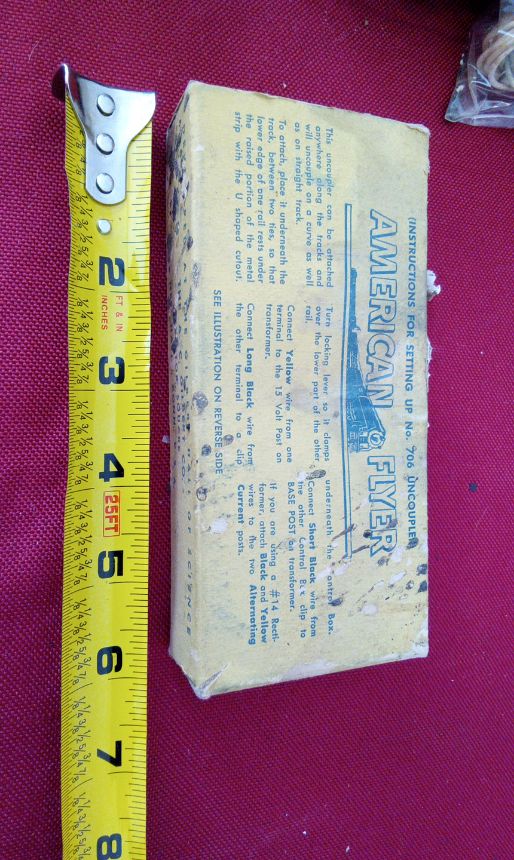 (INSTRUCTIONS FOR SETTING UP No. 706 UNCOUPLER
AMERICAN FLYER
This uncoupler can be attached
anywhere along the tracks and
will uncouple on a curve as well
as on straight track.
To attach, place it underneath the
track, between two ties, so that
lower edge of one rail rests under
the raised portion of the metal
strip with the U shaped cutout.
Turn locking lever so it clamps
over the lower part of the other
rail.
Connect Yellow wire from one
terminal to the 15 Volt Post on
transformer.
Connect Long Black wire from
the other terminal to a clip
underneath the Control Box.
Connect Short Black wire from
the other Control Box clip to
BASE POST on transformer.
If you are using a #14 Recti-
former, attach Black and Yellow
wires to the two Alternating
Current posts.
SEE ILLUSTRATION ON REVERSE SIDE
SCIENCE
2
FT & IN
INCHES
3
4
25FT
5
6
7
8